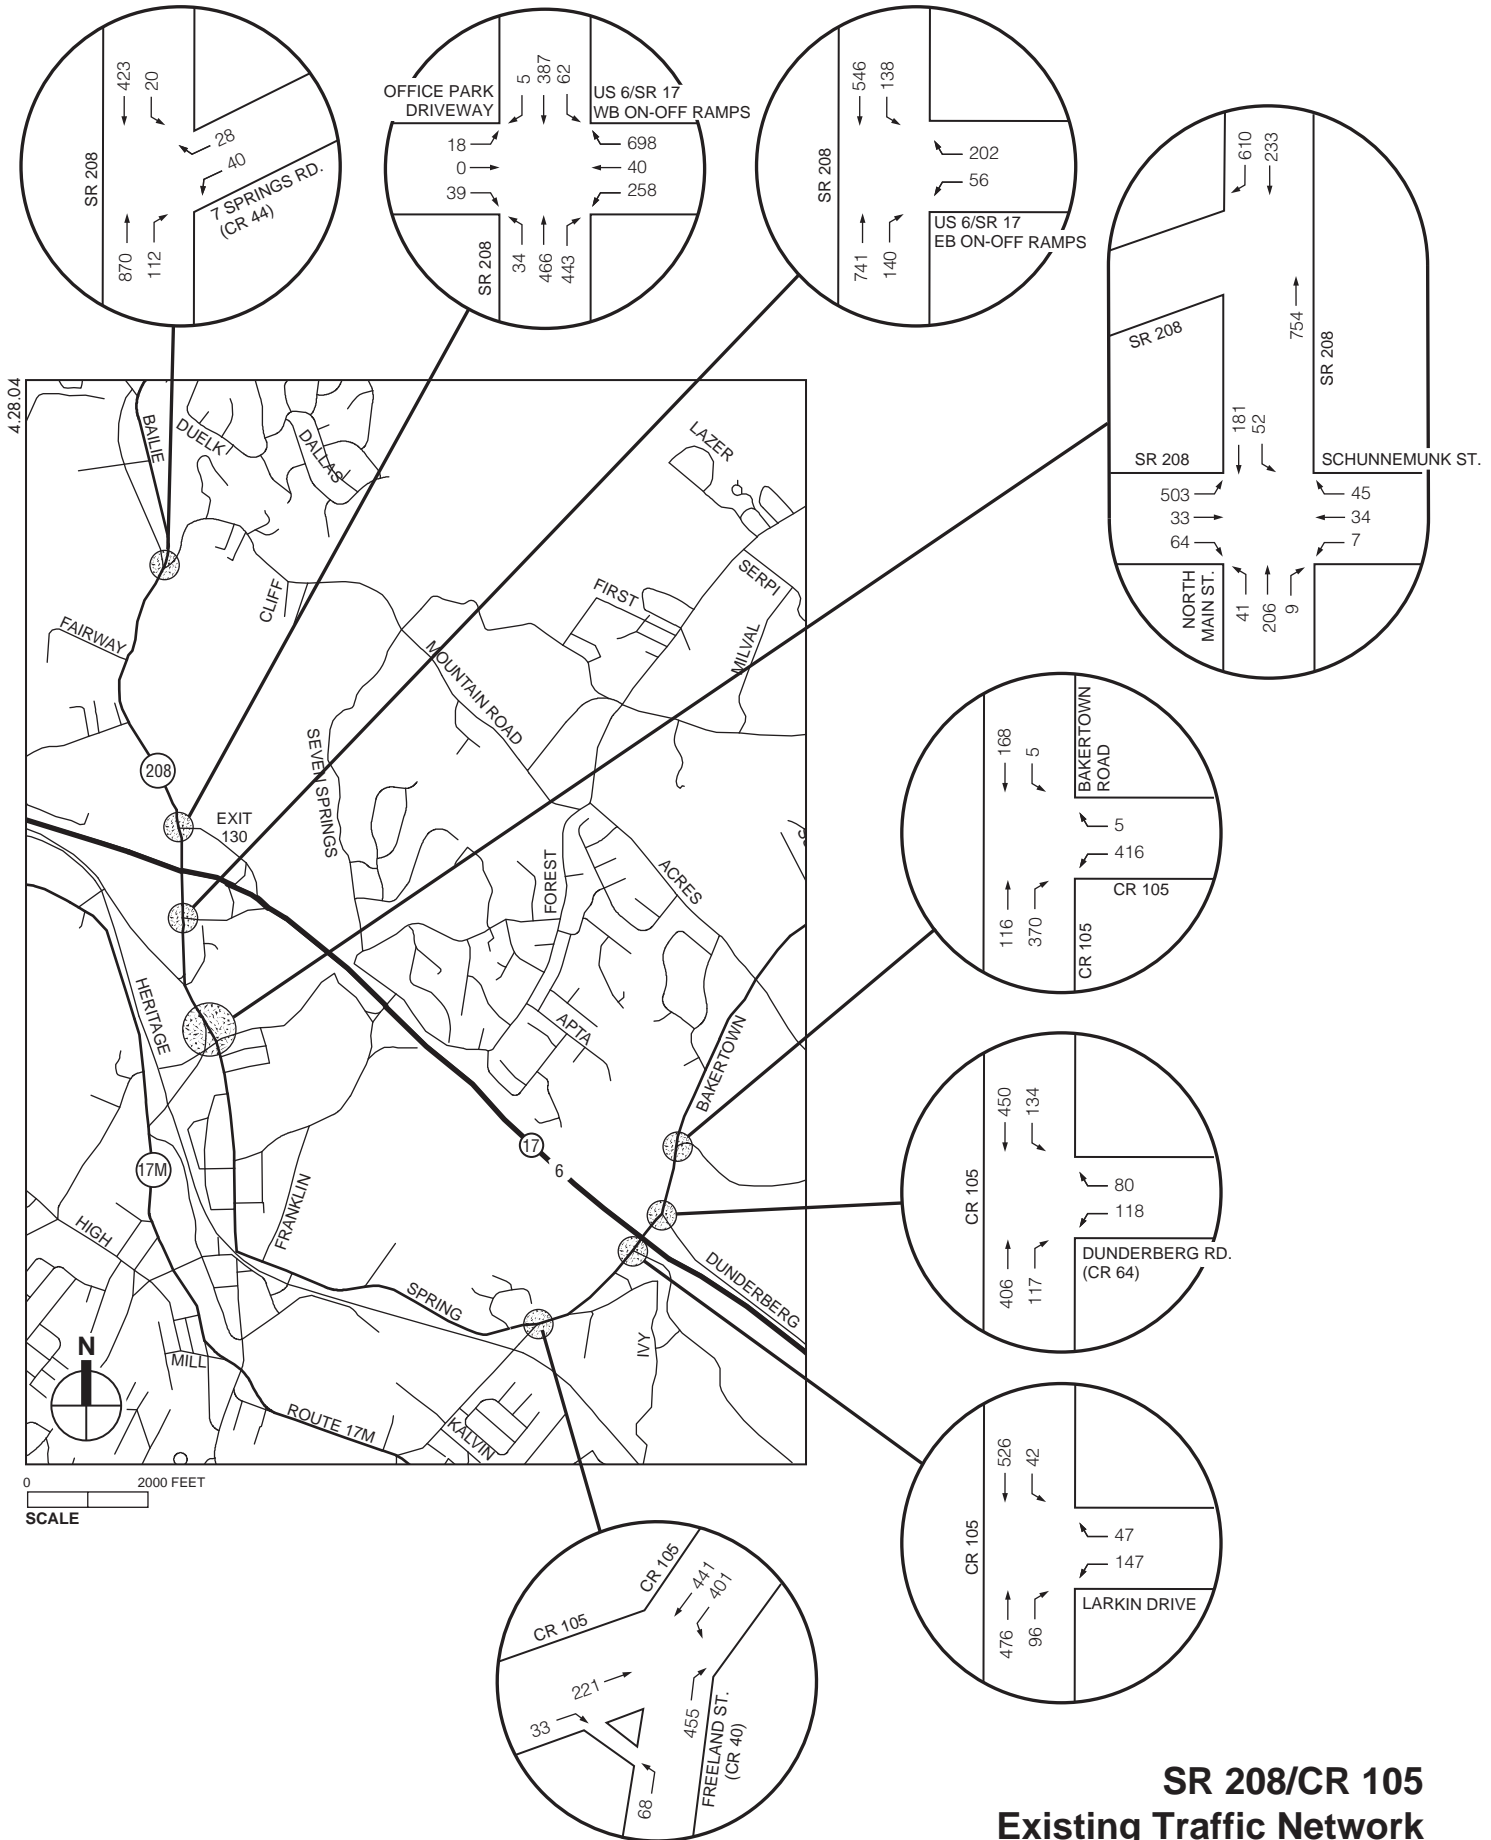 423
20
28
40
SR 208
7 SPRINGS RD.
(CR 44)
870
112
OFFICE PARK
DRIVEWAY
5
387
62
US 6/SR 17
WB ON-OFF RAMPS
18
0
39
698
40
258
SR 208
34
466
443
546
138
SR 208
202
56
741
140
US 6/SR 17
EB ON-OFF RAMPS
610
233
SR 208
754
SR 208
181
52
SR 208
SCHUNNEMUNK ST.
503
33
64
45
34
7
NORTH
MAIN ST.
41
206
9
4.28.04
BAILIE
DUELK
DALLAS
LAZER
CLIFF
FIRST
SERPI
FAIRWAY
MOUNTAIN ROAD
MILVAL
208
SEVEN SPRINGS
EXIT
130
FOREST
ACRES
HERITAGE
APTA
BAKERTOWN
17
6
17M
HIGH
FRANKLIN
SPRING
DUNDERBERG
IVY
N
MILL
ROUTE 17M
KALVIN
0
2000 FEET
SCALE
168
5
BAKERTOWN
ROAD
5
416
CR 105
116
370
CR 105
450
134
CR 105
80
118
DUNDERBERG RD.
(CR 64)
406
117
526
42
CR 105
47
147
LARKIN DRIVE
476
96
CR 105
441
401
CR 105
221
33
455
68
FREELAND ST.
(CR 40)
SR 208/CR 105
Existing Traffic Network